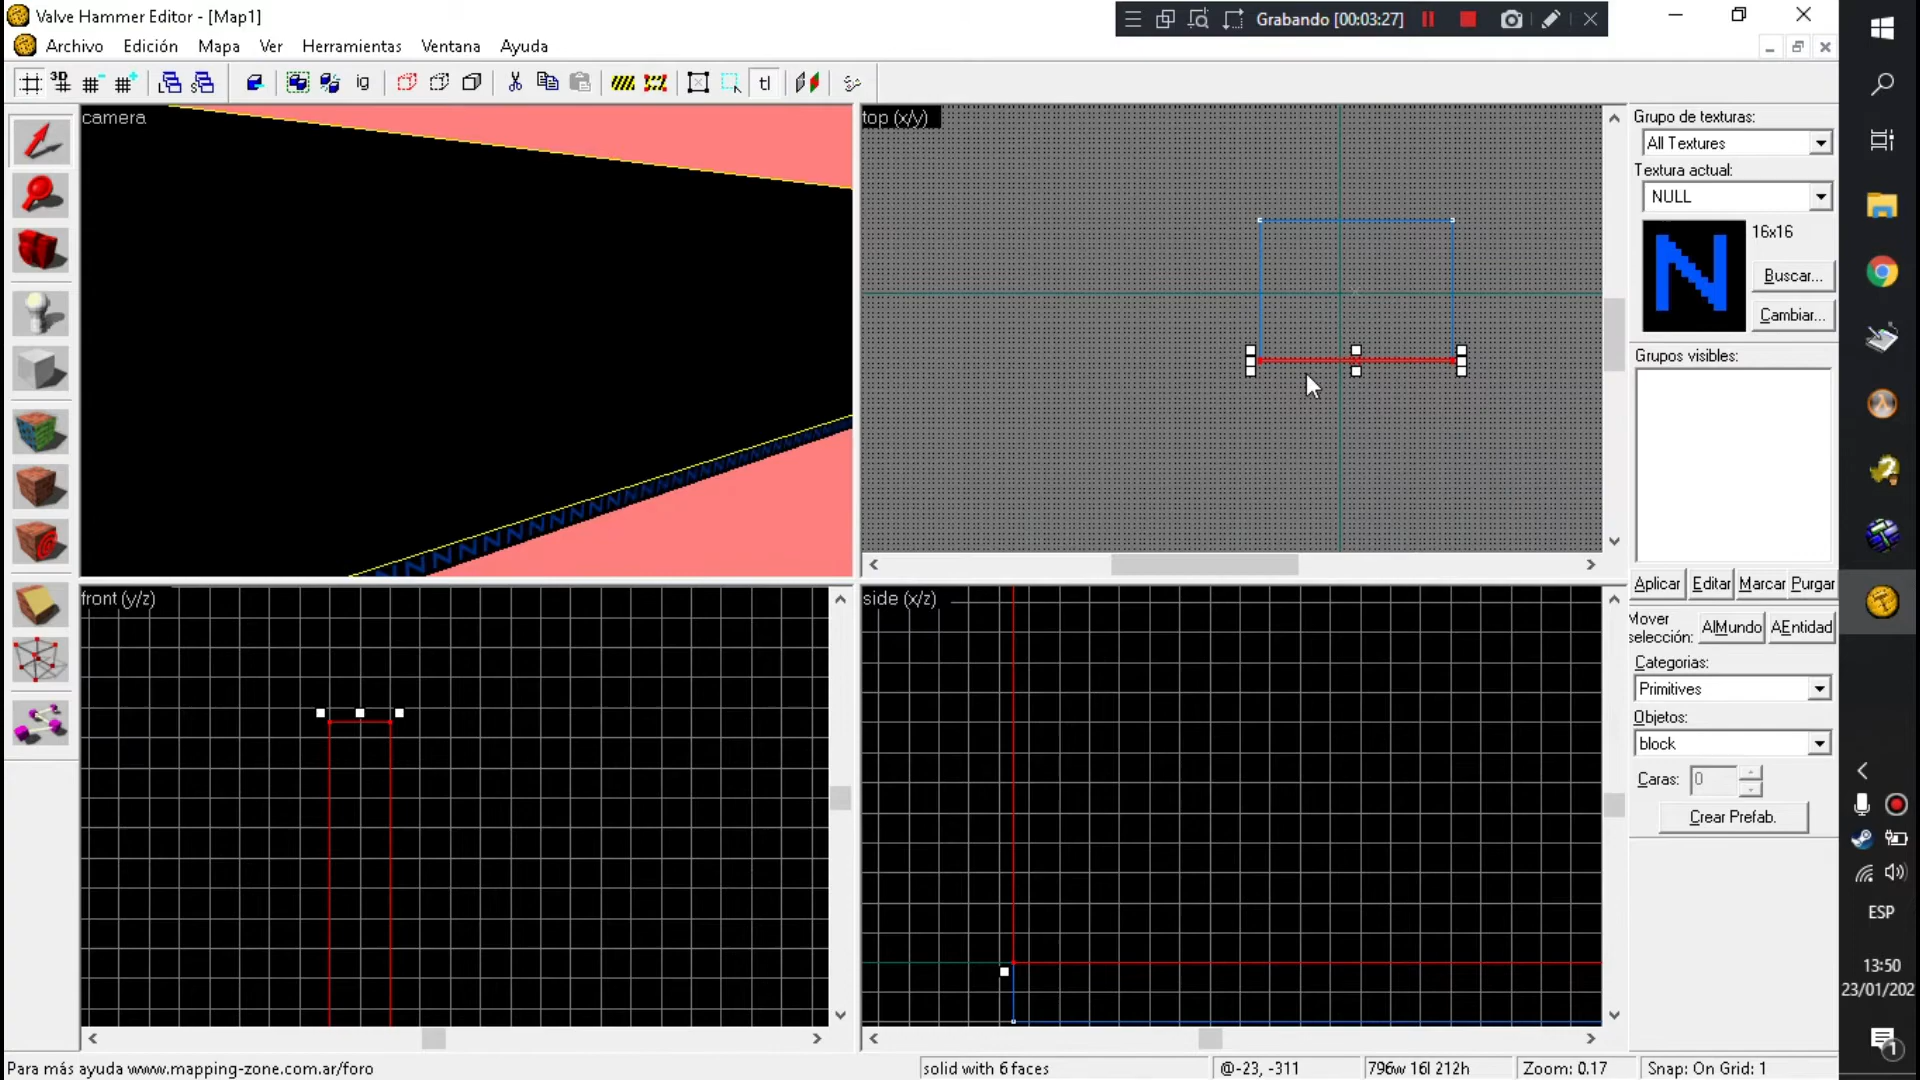 Valve Hammer Editor - [Map1]
Grabando [00:03:27]
Archivo Edición Mapa Ver Herramientas Ventana Ayuda
3D
ig
tl
camera
top (x/y)
front (y/z)
side (x/z)
Grupo de texturas:
All Textures
Textura actual:
NULL
N
16x16
Buscar...
Cambiar...
Grupos visibles:
Aplicar Editar Marcar Purgar
Mover
selección:
AlMundo AEntidad
Categorias:
Primitives
Objetos:
block
Caras: 0
Crear Prefab.
ESP
13:50
23/01/202
1
Para más ayuda www.mapping-zone.com.ar/foro
solid with 6 faces
@-23, -311
796w 16l 212h
Zoom: 0.17
Snap: On Grid: 1